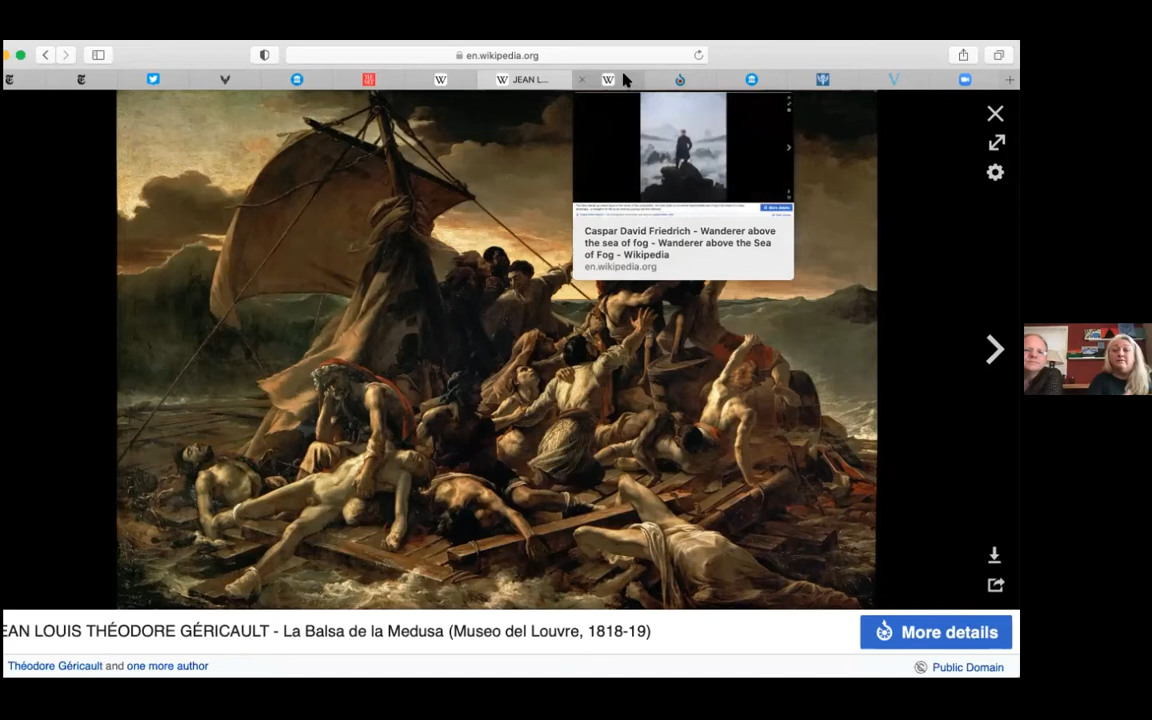 en.wikipedia.org
JEAN L...
Caspar David Friedrich - Wanderer above
the sea of fog - Wanderer above the Sea
of Fog - Wikipedia
en.wikipedia.org
EAN LOUIS THÉODORE GÉRICAULT - La Balsa de la Medusa (Museo del Louvre, 1818-19)
More details
Théodore Géricault and one more author
Public Domain